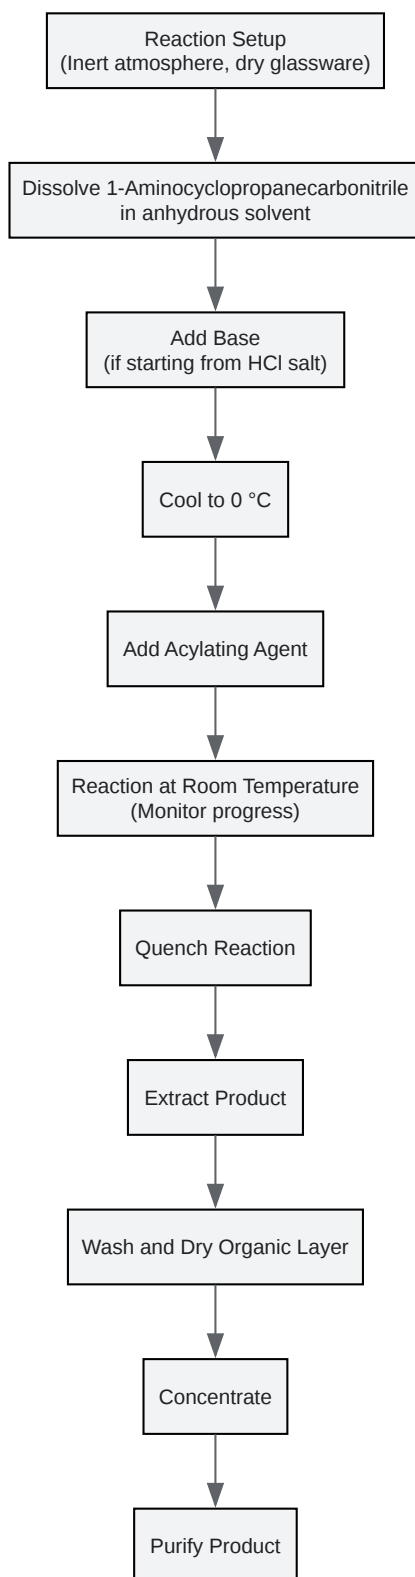 Reaction Setup
(Inert atmosphere, dry glassware)
Dissolve 1-Aminocyclopropanecarbonitrile
in anhydrous solvent
Add Base
(if starting from HCl salt)
Cool to 0 °C
Add Acylating Agent
Reaction at Room Temperature
(Monitor progress)
Quench Reaction
Extract Product
Wash and Dry Organic Layer
Concentrate
Purify Product